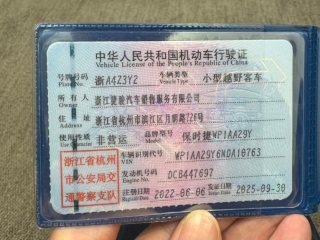 中华人民共和国机动车行驶证
Vehicle License of the People's Republic of China
号牌号码 浙A4Z3Y2 车辆类型 小型越野客车
Plate No. Vehicle Type
所有人 浙江捷骏汽车销售服务有限公司
Owner
住址 浙江省杭州市滨江区月明路726号
Address
使用性质 非营运 品牌型号 保时捷WP1AA29Y
Use Character Model
浙江省杭州市公安局交通警察支队
车辆识别代号 WP1AA29Y6NDA10763
VIN
发动机号码 DCB447697
Engine No.
注册日期 2022-06-06 发证日期 2025-09-30
Register Date Issue Date